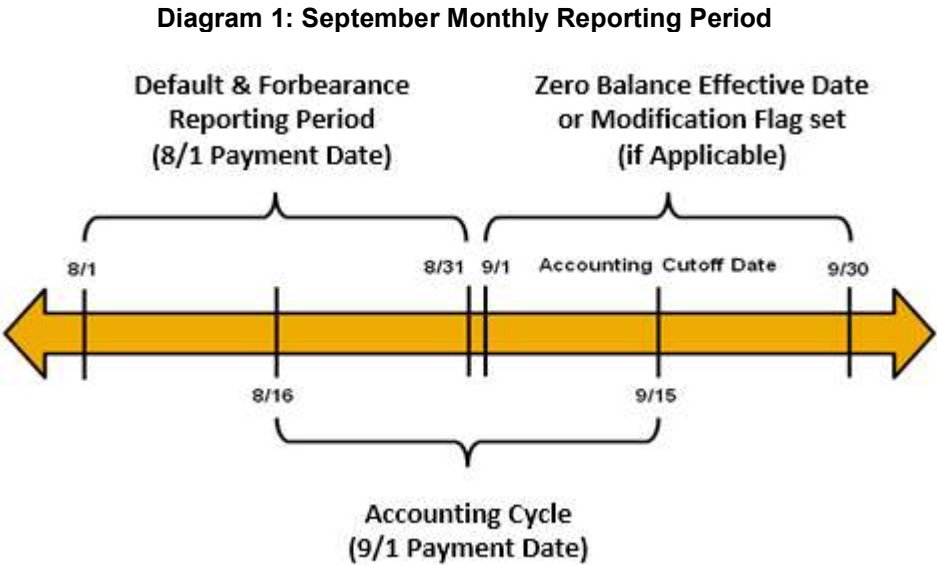 Diagram 1: September Monthly Reporting Period
Default & Forbearance
Reporting Period
(8/1 Payment Date)
Zero Balance Effective Date
or Modification Flag set
(if Applicable)
8/1
8/31
9/1
Accounting Cutoff Date
9/30
8/16
9/15
Accounting Cycle
(9/1 Payment Date)